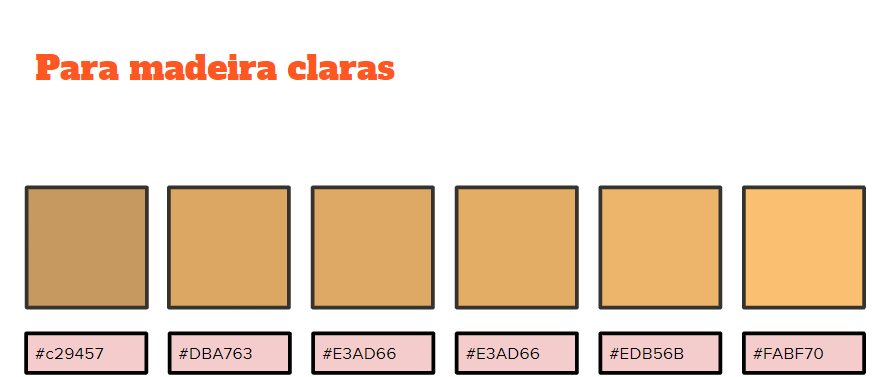 Para madeira claras
#c29457 #DBA763 #E3AD66 #E3AD66 #EDB56B #FABF70